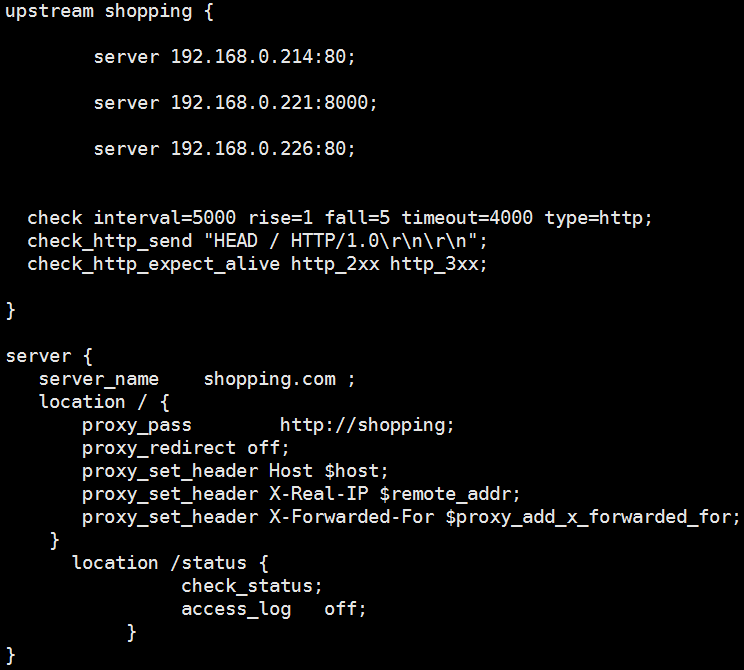 upstream shopping {
server 192.168.0.214:80;
server 192.168.0.221:8000;
server 192.168.0.226:80;
check interval=5000 rise=1 fall=5 timeout=4000 type=http;
check_http_send "HEAD / HTTP/1.0\r\n\r\n";
check_http_expect_alive http_2xx http_3xx;
}
server {
server_name    shopping.com ;
location / {
proxy_pass        http://shopping;
proxy_redirect off;
proxy_set_header Host $host;
proxy_set_header X-Real-IP $remote_addr;
proxy_set_header X-Forwarded-For $proxy_add_x_forwarded_for;
}
location /status {
check_status;
access_log   off;
}
}